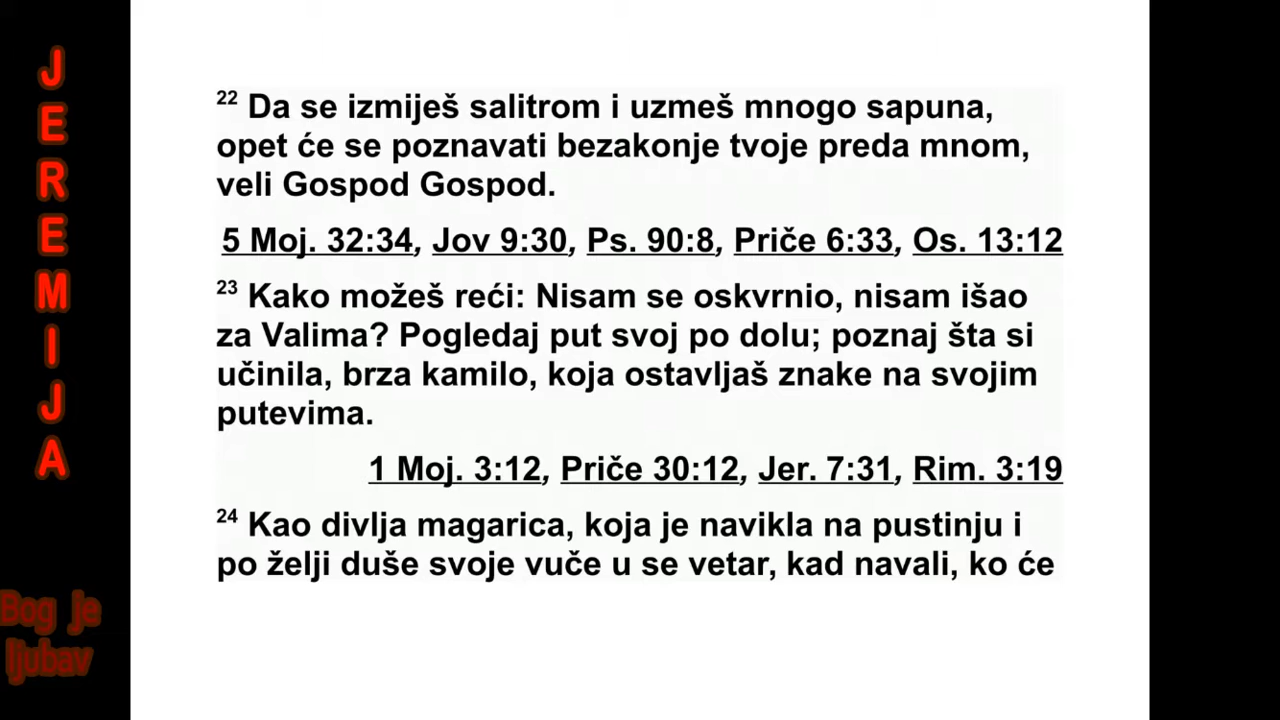 JEREMIJA
Bog je
ljubav
22 Da se izmiješ salitrom i uzmeš mnogo sapuna,
opet će se poznavati bezakonje tvoje preda mnom,
veli Gospod Gospod.
5 Moj. 32:34, Jov 9:30, Ps. 90:8, Priče 6:33, Os. 13:12
23 Kako možeš reći: Nisam se oskvrnio, nisam išao
za Valima? Pogledaj put svoj po dolu; poznaj šta si
učinila, brza kamilo, koja ostavljaš znake na svojim
putevima.
1 Moj. 3:12, Priče 30:12, Jer. 7:31, Rim. 3:19
24 Kao divlja magarica, koja je navikla na pustinju i
po želji duše svoje vuče u se vetar, kad navali, ko će